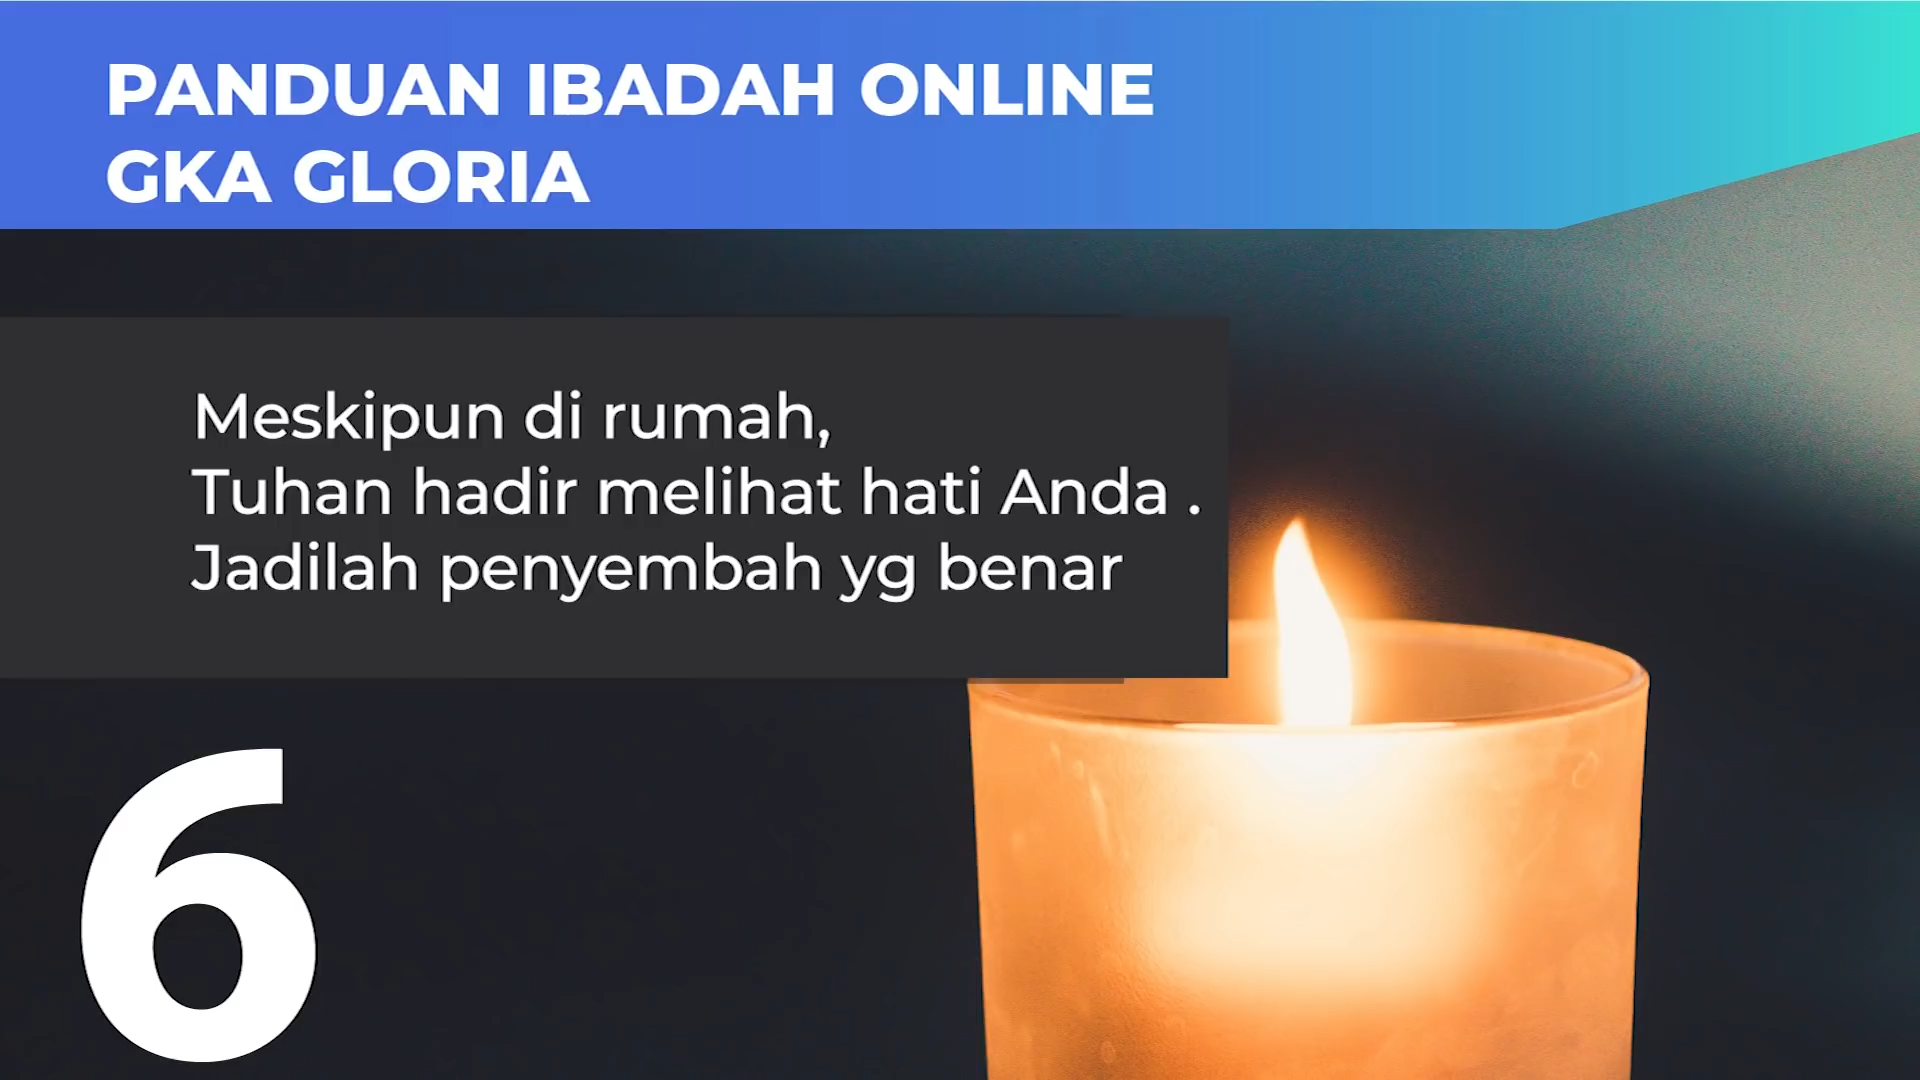 PANDUAN IBADAH ONLINE
GKA GLORIA
Meskipun di rumah,
Tuhan hadir melihat hati Anda .
Jadilah penyembah yg benar
6